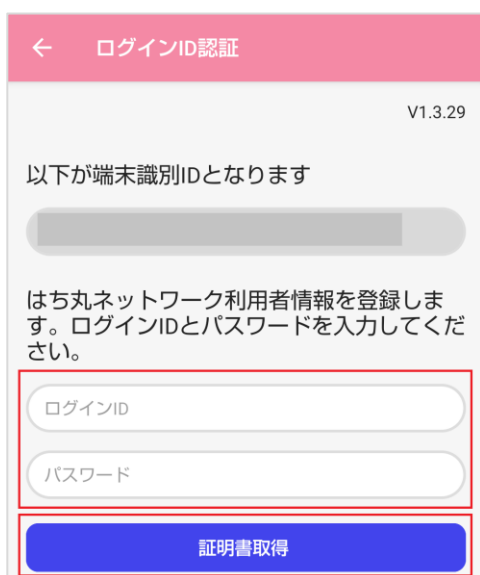 ログインID認証
V1.3.29
以下が端末識別IDとなります
はち丸ネットワーク利用者情報を登録しま
す。ログインIDとパスワードを入力してくだ
さい。
ログインID
パスワード
証明書取得